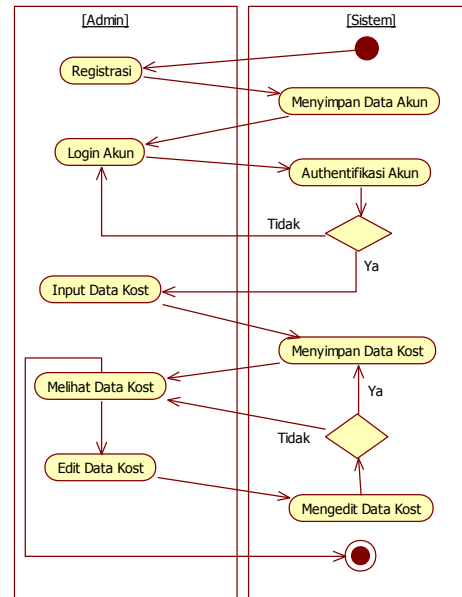 [Admin]
[Sistem]
Registrasi
Menyimpan Data Akun
Login Akun
Authentifikasi Akun
Tidak
Ya
Input Data Kost
Menyimpan Data Kost
Melihat Data Kost
Ya
Tidak
Edit Data Kost
Mengedit Data Kost